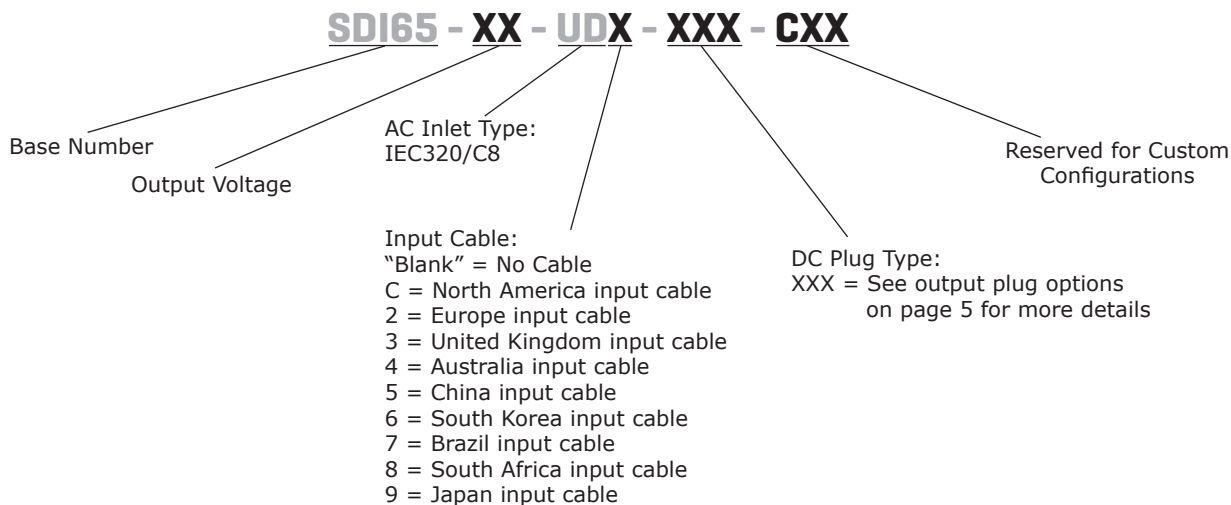 SDI65 - XX - UDX - XXX - CXX
Base Number
Output Voltage
AC Inlet Type:
IEC320/C8
Input Cable:
“Blank” = No Cable
C = North America input cable
2 = Europe input cable
3 = United Kingdom input cable
4 = Australia input cable
5 = China input cable
6 = South Korea input cable
7 = Brazil input cable
8 = South Africa input cable
9 = Japan input cable
DC Plug Type:
XXX = See output plug options
on page 5 for more details
Reserved for Custom
Configurations